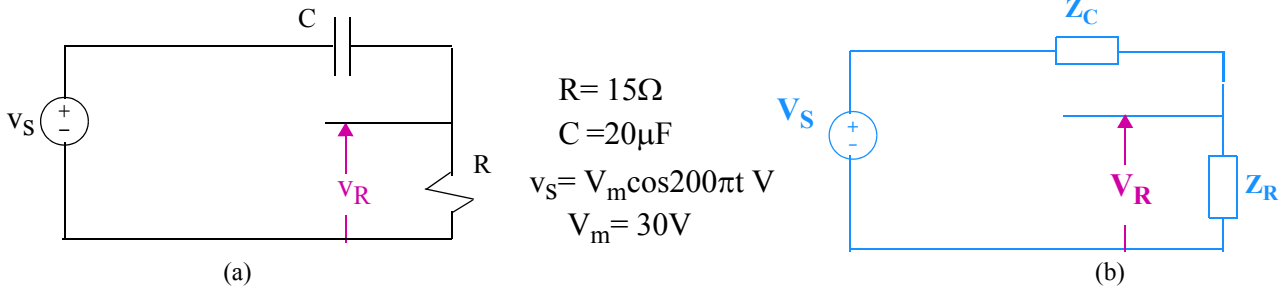 C
+
−
vS
vR
R
(a)
R= 15Ω
C =20μF
vS= Vmcos200πt V
Vm= 30V
ZC
VS
+
−
VR
ZR
(b)